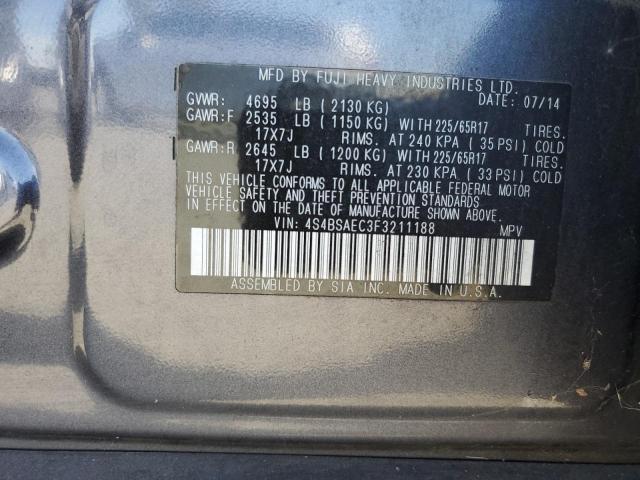 MFD BY FUJI HEAVY INDUSTRIES LTD.
GVWR: 4695 LB ( 2130 KG) DATE: 07/14
GAWR:F 2535 LB ( 1150 KG) WITH 225/65R17 TIRES.
17X7J RIMS. AT 240 KPA ( 35 PSI) COLD
GAWR:R 2645 LB ( 1200 KG) WITH 225/65R17 TIRES.
17X7J RIMS. AT 230 KPA ( 33 PSI) COLD
THIS VEHICLE CONFORMS TO ALL APPLICABLE FEDERAL MOTOR
VEHICLE SAFETY AND THEFT PREVENTION STANDARDS
IN EFFECT ON THE DATE OF MANUFACTURE SHOWN ABOVE.
VIN: 4S4BSAEC3F3211188 MPV
ASSEMBLED BY SIA INC. MADE IN U.S.A.